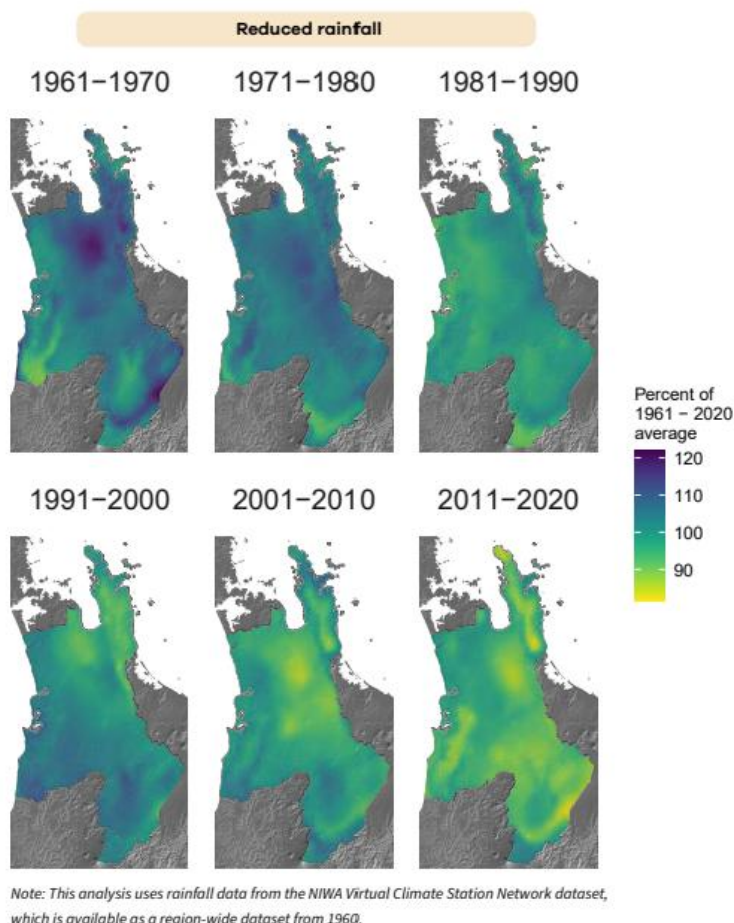 Reduced rainfall
1961–1970
1971–1980
1981–1990
Percent of
1961 – 2020
average
120
110
100
90
1991–2000
2001–2010
2011–2020
Note: This analysis uses rainfall data from the NIWA Virtual Climate Station Network dataset,
which is available as a region-wide dataset from 1960.